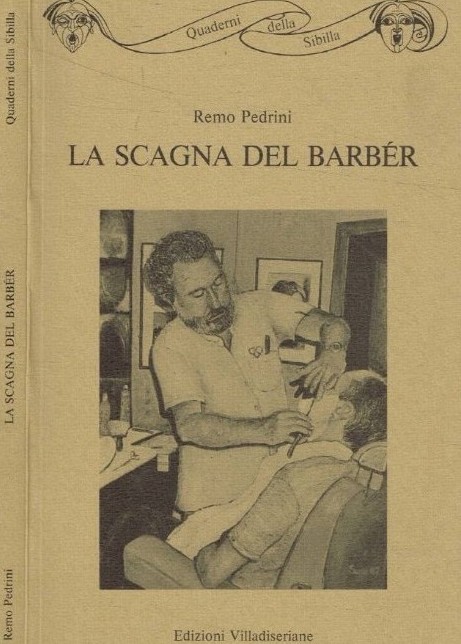 Quaderni della Sibilla
Remo Pedrini
LA SCAGNA DEL BARBÉR
Edizioni Villadiseriane
Quaderni della Sibilla
LA SCAGNA DEL BARBÉR
Remo Pedrini